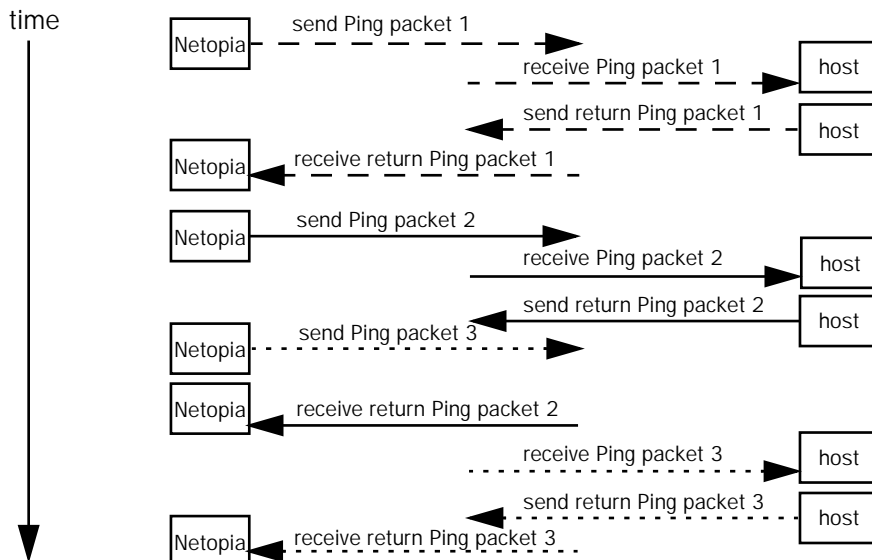 time
Netopia
send Ping packet 1
receive Ping packet 1
host
send return Ping packet 1
host
Netopia
receive return Ping packet 1
Netopia
send Ping packet 2
receive Ping packet 2
host
send return Ping packet 2
host
Netopia
send Ping packet 3
Netopia
receive return Ping packet 2
receive Ping packet 3
host
send return Ping packet 3
host
Netopia
receive return Ping packet 3